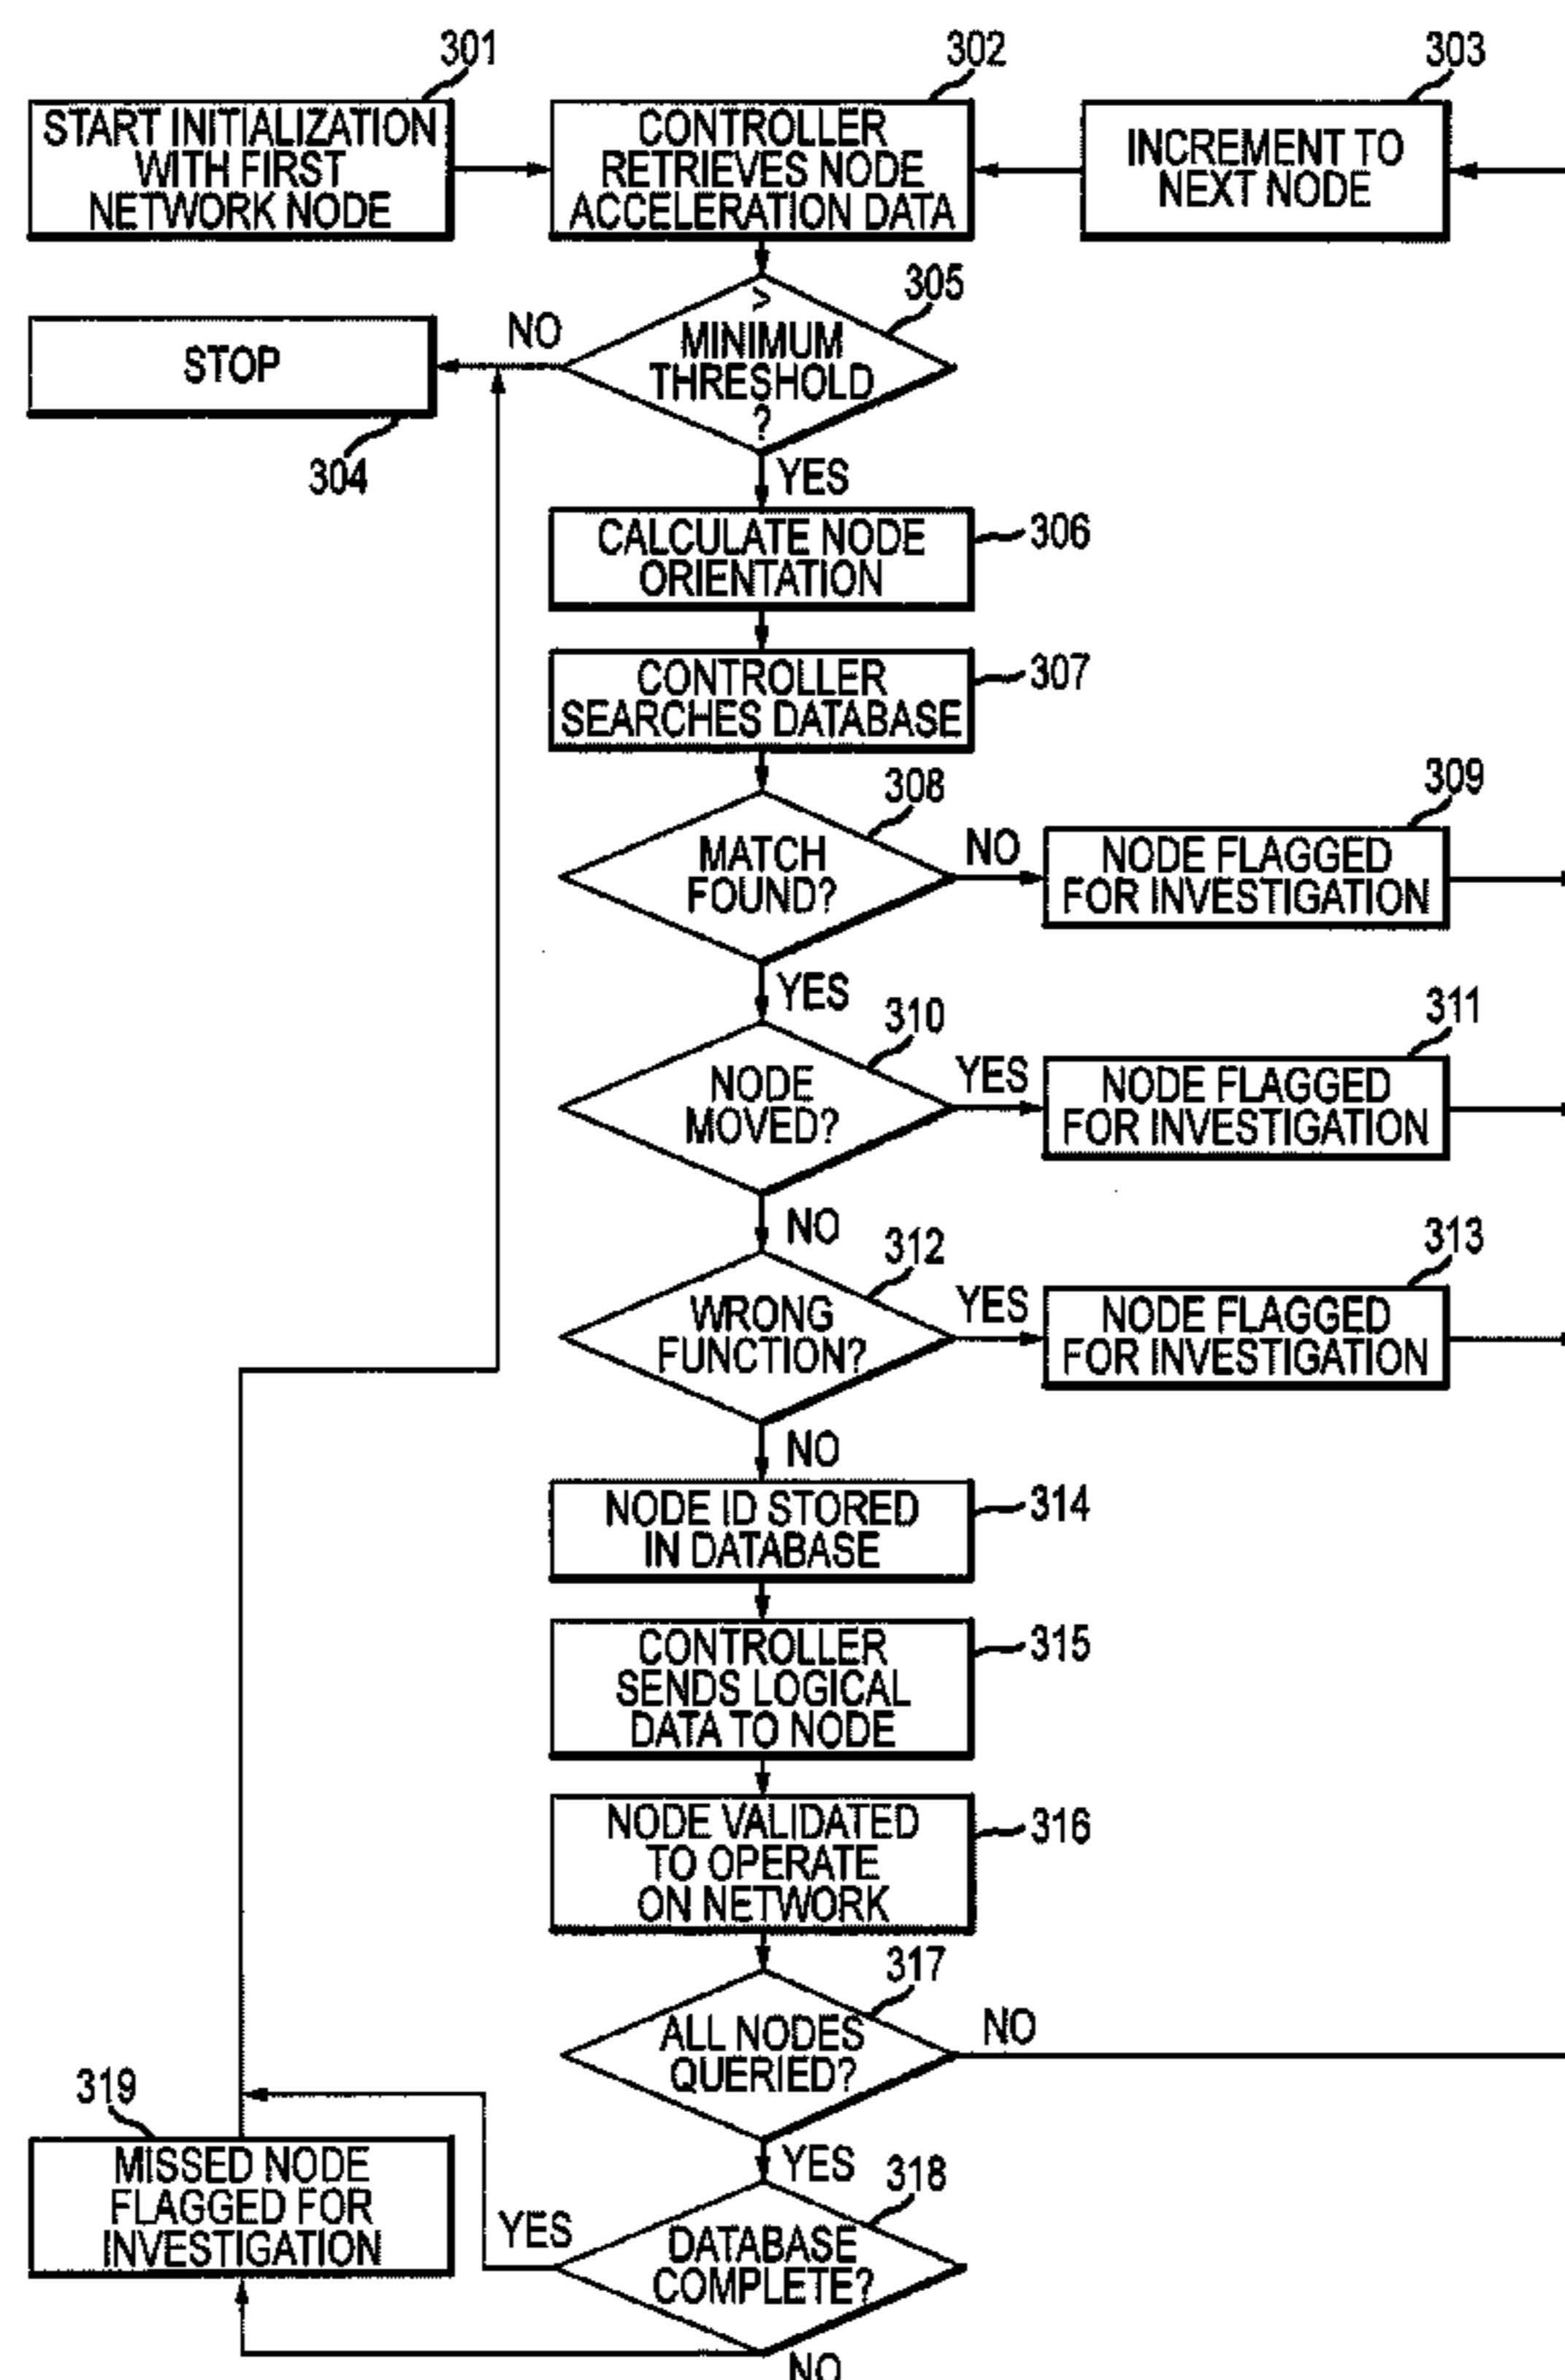 301
302
303
START INITIALIZATION
WITH FIRST
NETWORK NODE
CONTROLLER
RETRIEVES NODE
ACCELERATION DATA
INCREMENT TO
NEXT NODE
305
>
MINIMUM
THRESHOLD
?
NO
STOP
304
YES
CALCULATE NODE
ORIENTATION
306
CONTROLLER
SEARCHES DATABASE
307
308
MATCH
FOUND?
NO
309
NODE FLAGGED
FOR INVESTIGATION
YES
310
NODE
MOVED?
YES
311
NODE FLAGGED
FOR INVESTIGATION
NO
312
WRONG
FUNCTION?
YES
313
NODE FLAGGED
FOR INVESTIGATION
NO
NODE ID STORED
IN DATABASE
314
CONTROLLER
SENDS LOGICAL
DATA TO NODE
315
NODE VALIDATED
TO OPERATE
ON NETWORK
316
317
ALL NODES
QUERIED?
NO
YES
318
DATABASE
COMPLETE?
YES
319
MISSED NODE
FLAGGED FOR
INVESTIGATION
NO